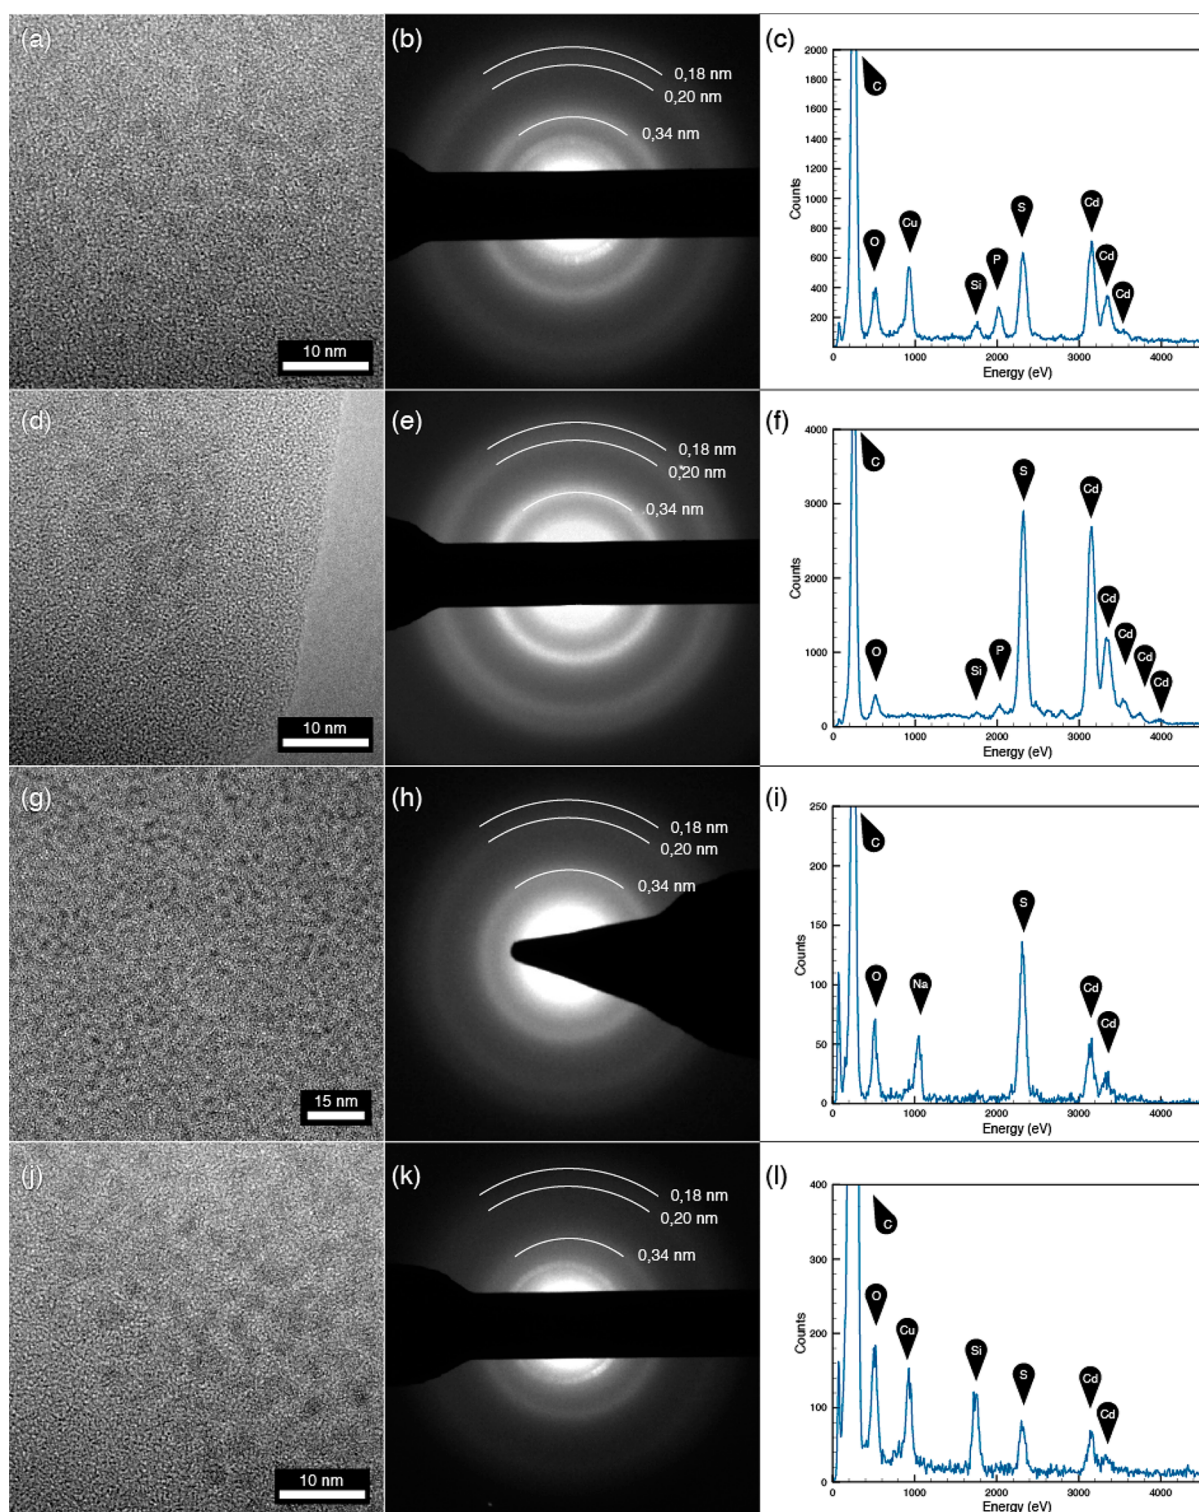 (a)
10 nm
(b)
0,18 nm
0,20 nm
0,34 nm
(c)
2000
1800
1600
1400
1200
1000
800
600
400
200
Counts
C
O
Cu
Si
P
S
Cd
Cd
Cd
0
1000
2000
3000
4000
Energy (eV)
(d)
10 nm
(e)
0,18 nm
0,20 nm
0,34 nm
(f)
4000
3000
2000
1000
0
Counts
C
O
Si
P
S
Cd
Cd
Cd
Cd
Cd
0
1000
2000
3000
4000
Energy (eV)
(g)
15 nm
(h)
0,18 nm
0,20 nm
0,34 nm
(i)
250
200
150
100
50
0
Counts
C
O
Na
S
Cd
Cd
0
1000
2000
3000
4000
Energy (eV)
(j)
10 nm
(k)
0,18 nm
0,20 nm
0,34 nm
(l)
400
300
200
100
0
Counts
C
O
Cu
Si
S
Cd
Cd
0
1000
2000
3000
4000
Energy (eV)